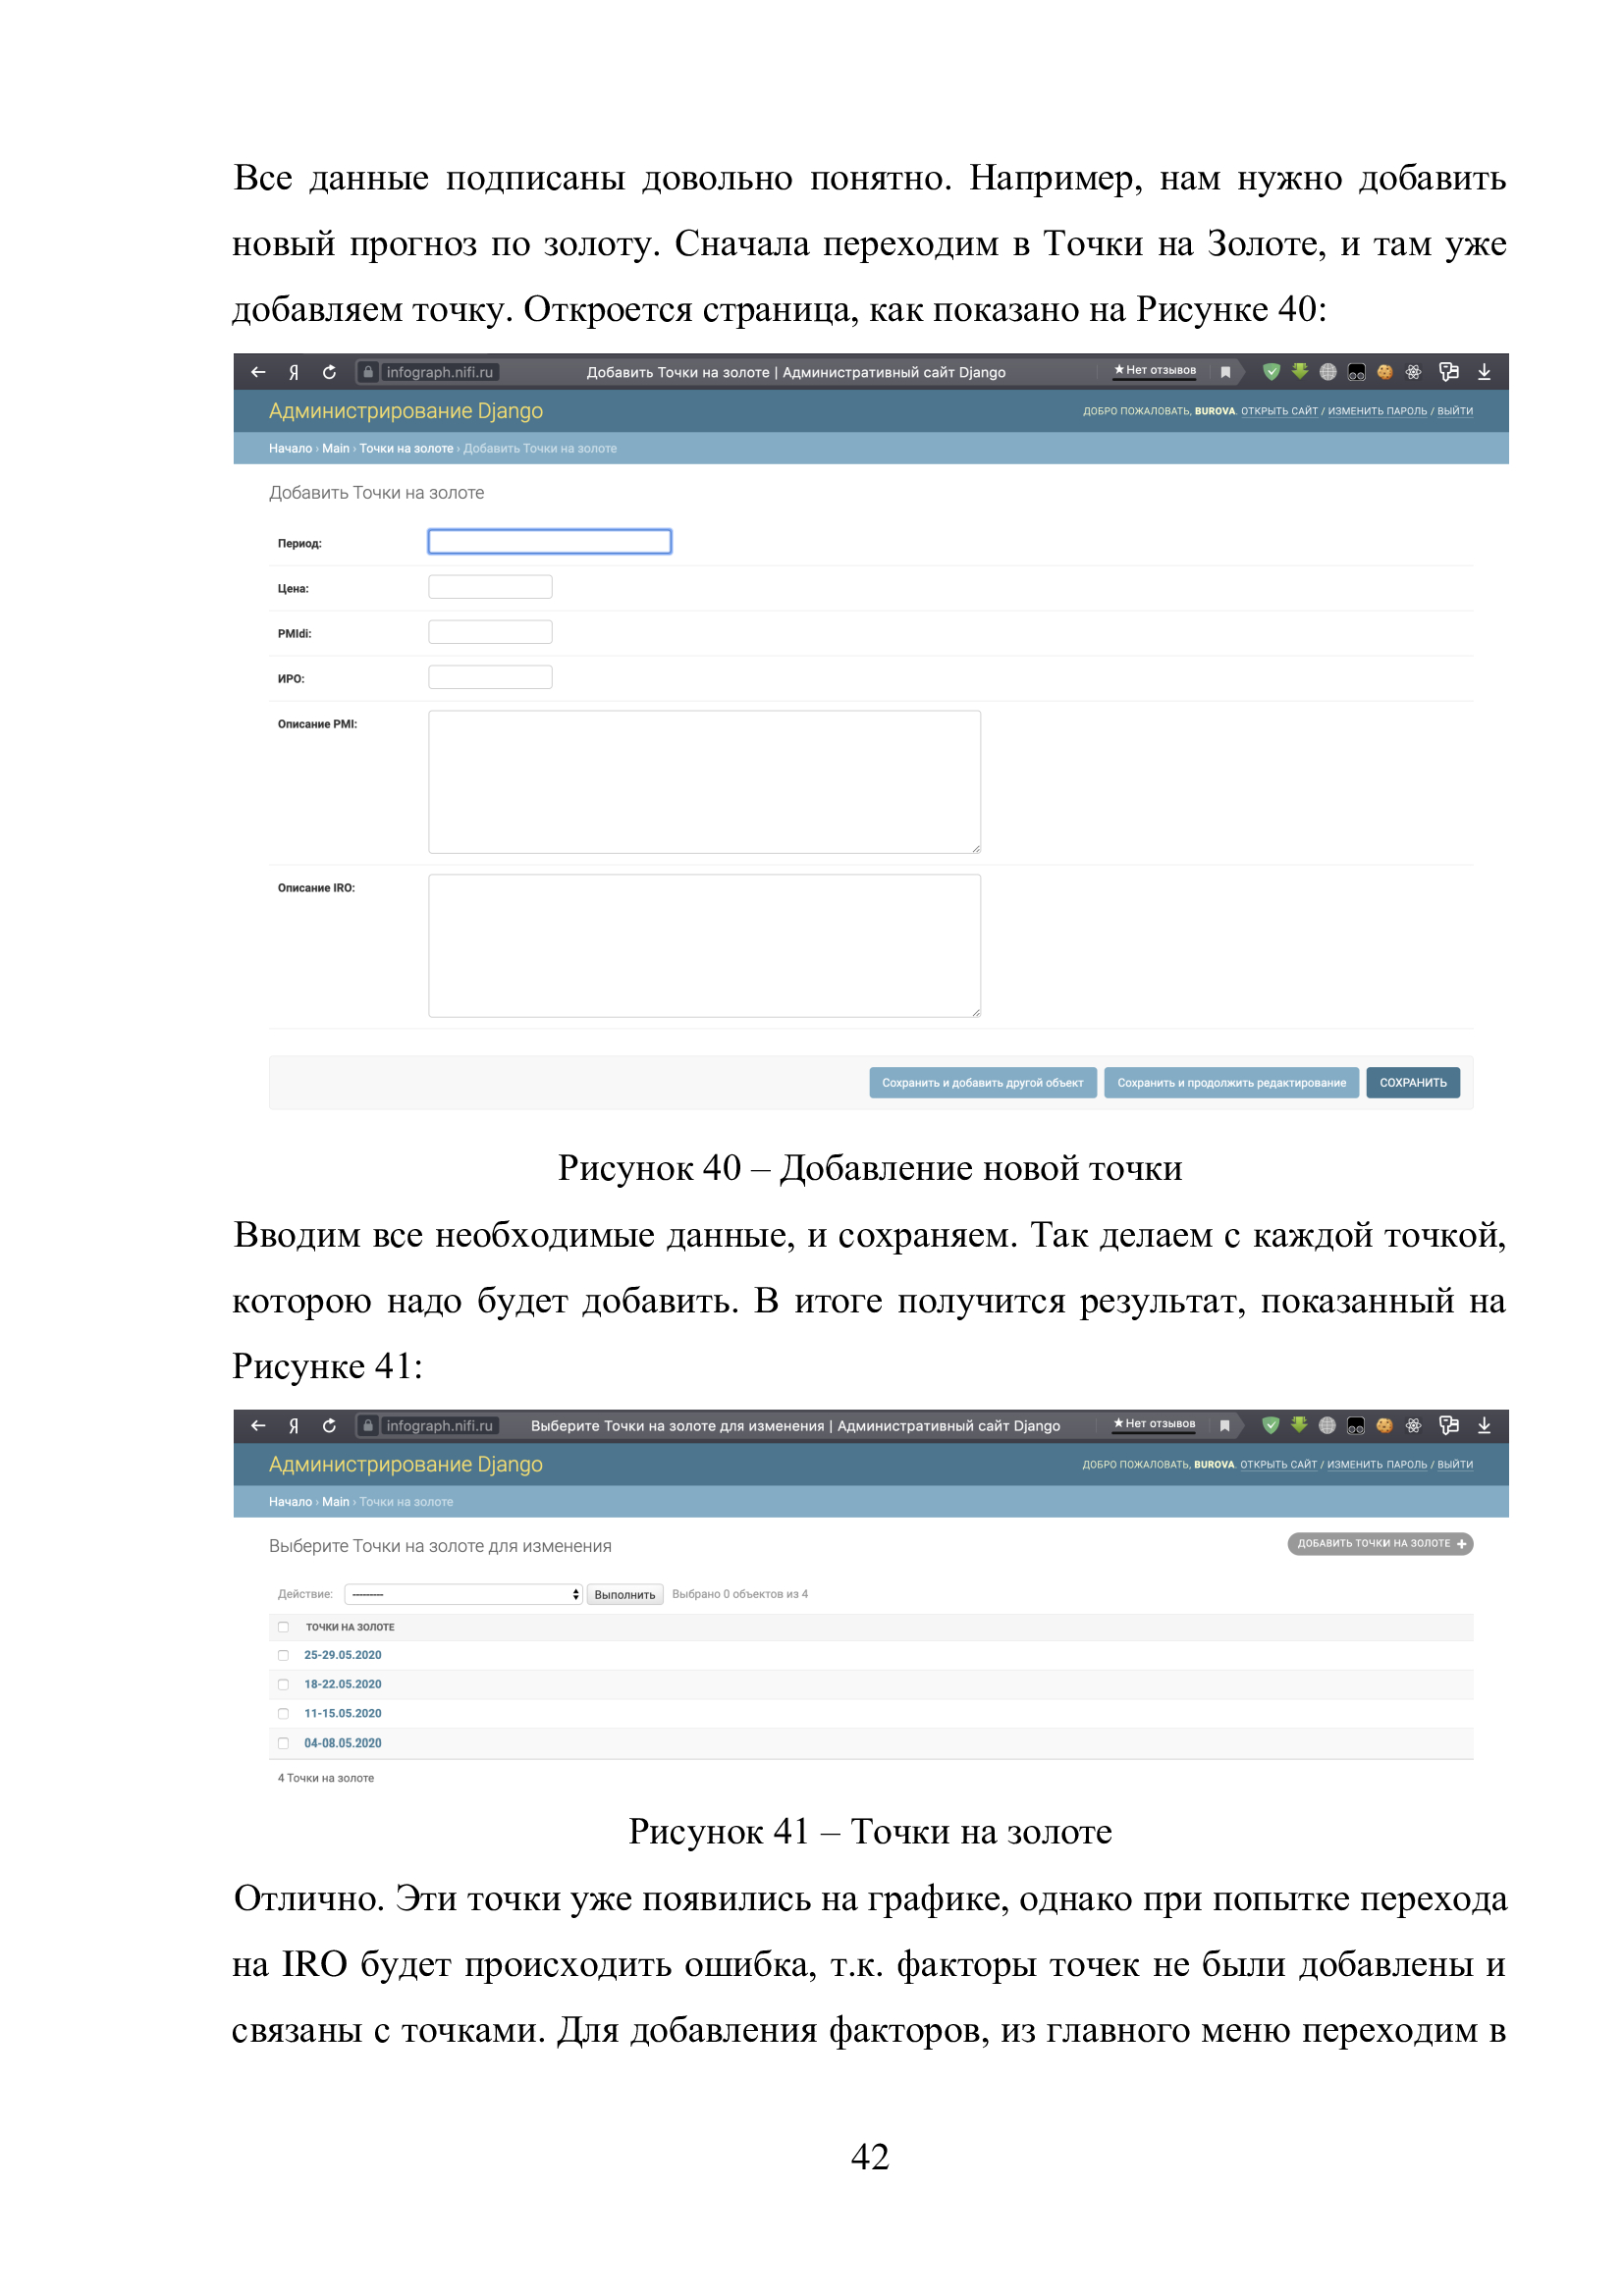 Все данные подписаны довольно понятно. Например, нам нужно добавить
новый прогноз по золоту. Сначала переходим в Точки на Золоте, и там уже
добавляем точку. Откроется страница, как показано на Рисунке 40:
infograph.nifi.ru Добавить Точки на золоте | Административный сайт Django ★ Нет отзывов
Администрирование Django ДОБРО ПОЖАЛОВАТЬ, BUROVA. ОТКРЫТЬ САЙТ / ИЗМЕНИТЬ ПАРОЛЬ / ВЫЙТИ
Начало › Main › Точки на золоте › Добавить Точки на золоте
Добавить Точки на золоте
Период:
Цена:
PMIdi:
ИРО:
Описание PMI:
Описание IRO:
Сохранить и добавить другой объект Сохранить и продолжить редактирование СОХРАНИТЬ
Рисунок 40 – Добавление новой точки
Вводим все необходимые данные, и сохраняем. Так делаем с каждой точкой,
которою надо будет добавить. В итоге получится результат, показанный на
Рисунке 41:
infograph.nifi.ru Выберите Точки на золоте для изменения | Административный сайт Django ★ Нет отзывов
Администрирование Django ДОБРО ПОЖАЛОВАТЬ, BUROVA. ОТКРЫТЬ САЙТ / ИЗМЕНИТЬ ПАРОЛЬ / ВЫЙТИ
Начало › Main › Точки на золоте
Выберите Точки на золоте для изменения ДОБАВИТЬ ТОЧКИ НА ЗОЛОТЕ +
Действие: --------- Выполнить Выбрано 0 объектов из 4
ТОЧКИ НА ЗОЛОТЕ
25-29.05.2020
18-22.05.2020
11-15.05.2020
04-08.05.2020
4 Точки на золоте
Рисунок 41 – Точки на золоте
Отлично. Эти точки уже появились на графике, однако при попытке перехода
на IRO будет происходить ошибка, т.к. факторы точек не были добавлены и
связаны с точками. Для добавления факторов, из главного меню переходим в
42